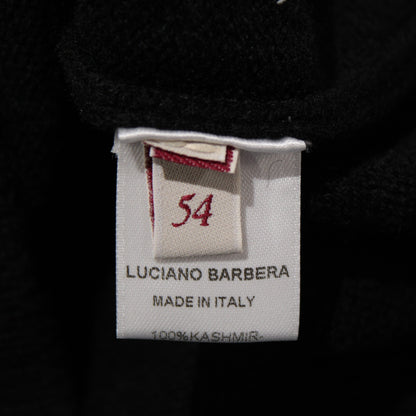 54
LUCIANO BARBERA
MADE IN ITALY
100%KASHMIR-